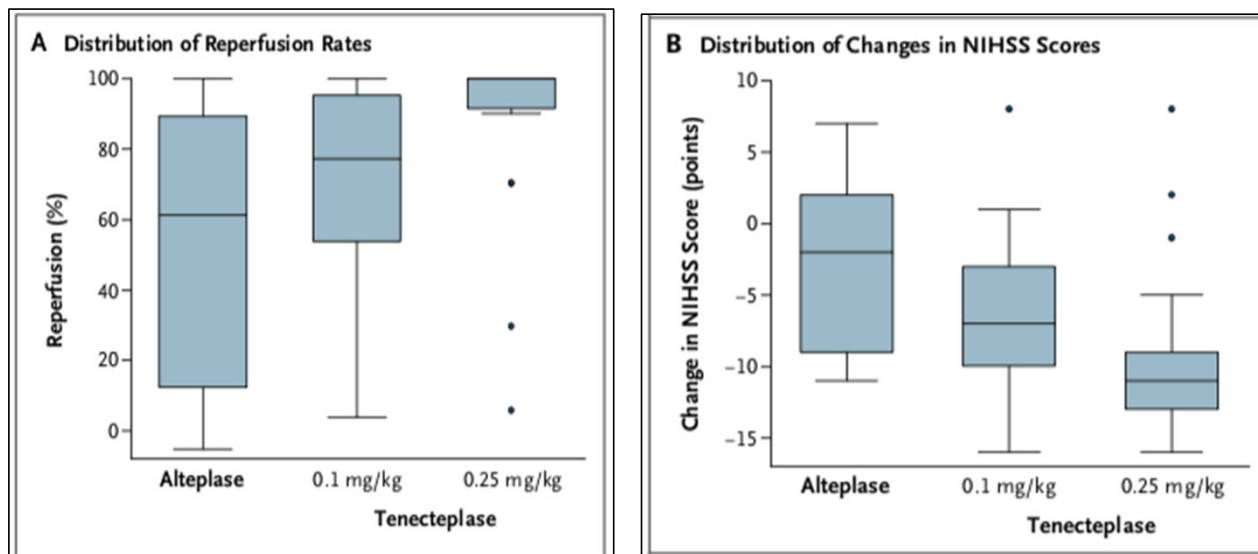 A Distribution of Reperfusion Rates
Reperfusion (%)
100
80
60
40
20
0
Alteplase
0.1 mg/kg
0.25 mg/kg
Tenecteplase
B Distribution of Changes in NIHSS Scores
Change in NIHSS Score (points)
10
5
0
−5
−10
−15
Alteplase
0.1 mg/kg
0.25 mg/kg
Tenecteplase